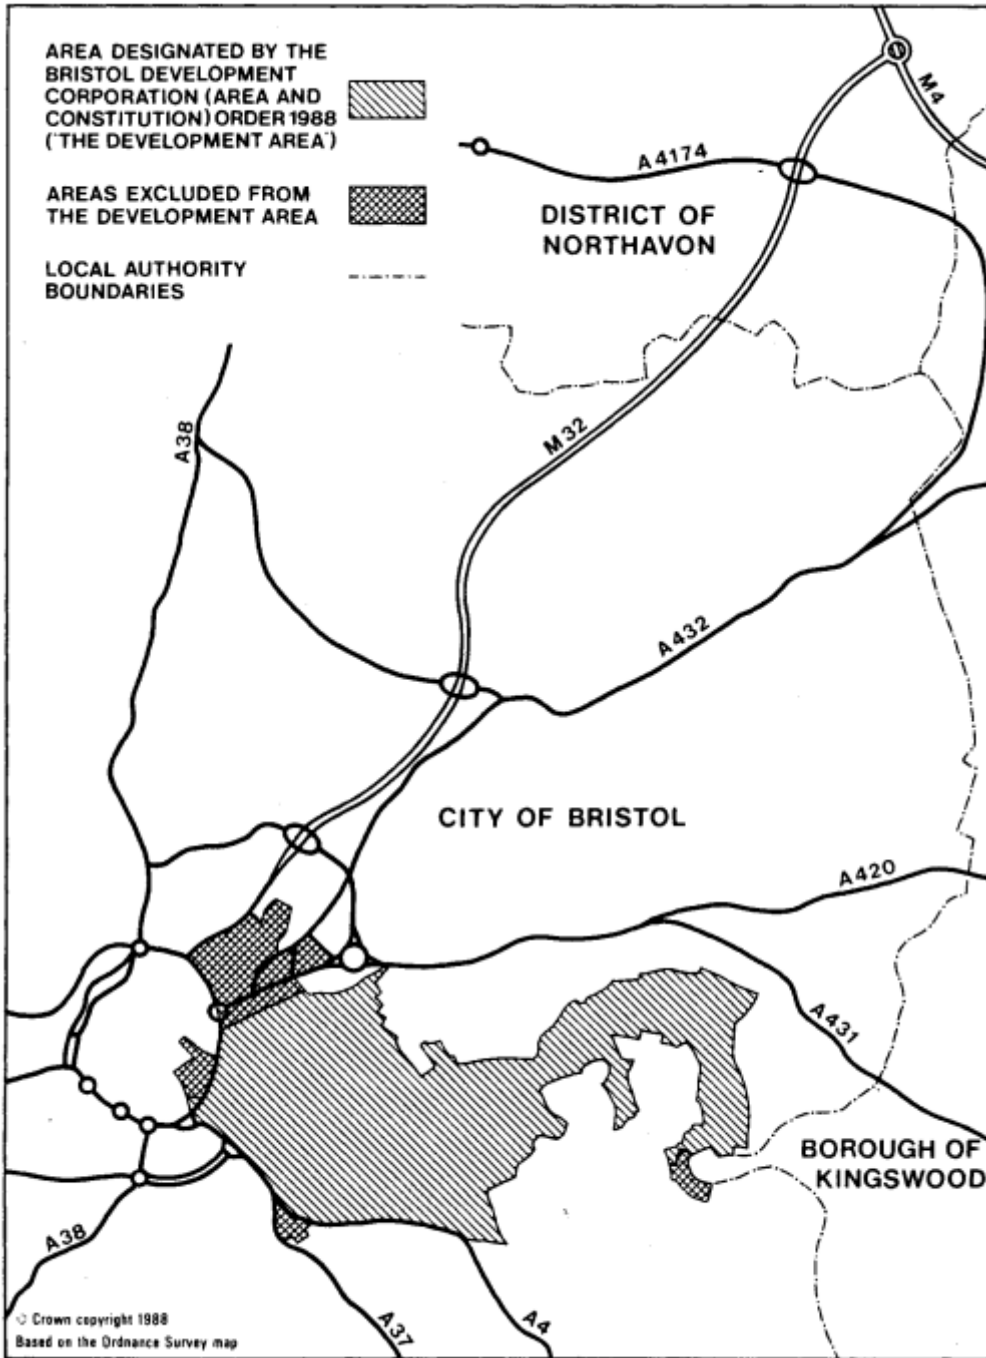 AREA DESIGNATED BY THE
BRISTOL DEVELOPMENT
CORPORATION (AREA AND
CONSTITUTION) ORDER 1988
("THE DEVELOPMENT AREA")
AREAS EXCLUDED FROM
THE DEVELOPMENT AREA
LOCAL AUTHORITY
BOUNDARIES
M4
A4174
DISTRICT OF
NORTHAVON
A38
M32
A432
CITY OF BRISTOL
A420
A431
BOROUGH OF
KINGSWOOD
A38
A37
A4
© Crown copyright 1988
Based on the Ordnance Survey map